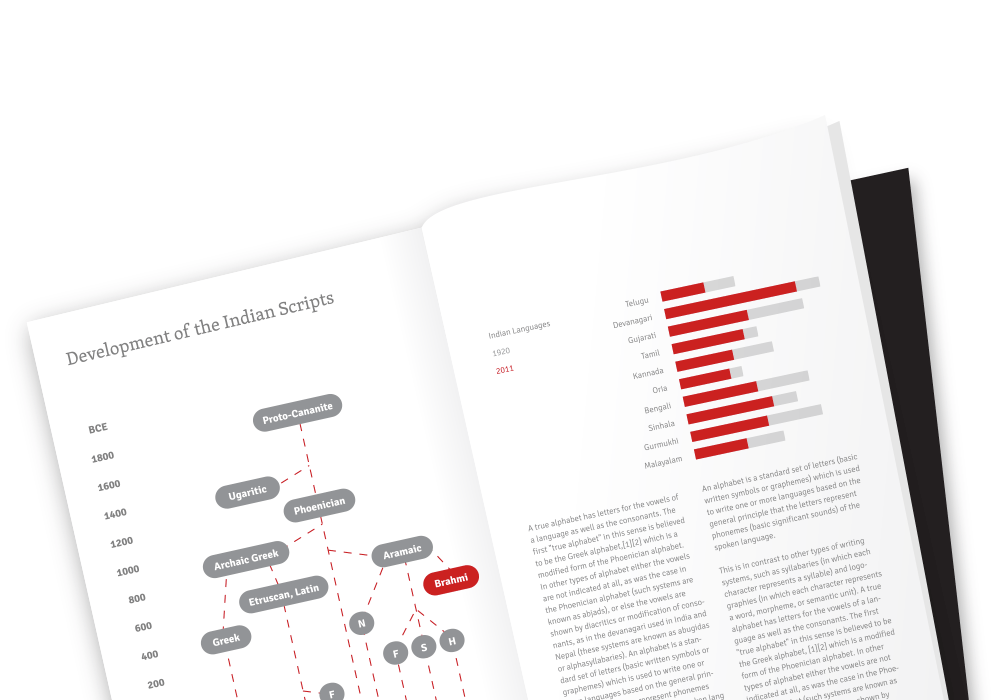 Development of the Indian Scripts
BCE
1800
1600
1400
1200
1000
800
600
400
200
Proto-Cananite
Ugaritic
Phoenician
Archaic Greek
Aramaic
Etruscan, Latin
Brahmi
Greek
N
F
S
H
F
Indian Languages
1920
2011
Telugu
Devanagari
Gujarati
Tamil
Kannada
Oria
Bengali
Sinhala
Gurmukhi
Malayalam
A true alphabet has letters for the vowels of
a language as well as the consonants. The
first "true alphabet" in this sense is believed
to be the Greek alphabet,[1][2] which is a
modified form of the Phoenician alphabet.
In other types of alphabet either the vowels
are not indicated at all, as was the case in
the Phoenician alphabet (such systems are
known as abjads), or else the vowels are
shown by diacritics or modification of conso-
nants, as in the devanagari used in India and
Nepal (these systems are known as abugidas
or alphasyllabaries). An alphabet is a stan-
dard set of letters (basic written symbols or
graphemes) which is used to write one or
languages based on the general prin-
represent phonemes
An alphabet is a standard set of letters (basic
written symbols or graphemes) which is used
to write one or more languages based on the
general principle that the letters represent
phonemes (basic significant sounds) of the
spoken language.
This is in contrast to other types of writing
systems, such as syllabaries (in which each
character represents a syllable) and logo-
graphies (in which each character represents
a word, morpheme, or semantic unit). A true
alphabet has letters for the vowels of a lan-
guage as well as the consonants. The first
"true alphabet" in this sense is believed to be
the Greek alphabet, [1][2] which is a modified
form of the Phoenician alphabet. In other
types of alphabet either the vowels are not
indicated at all, as was the case in the Phoe-
(such systems are known as
shown by